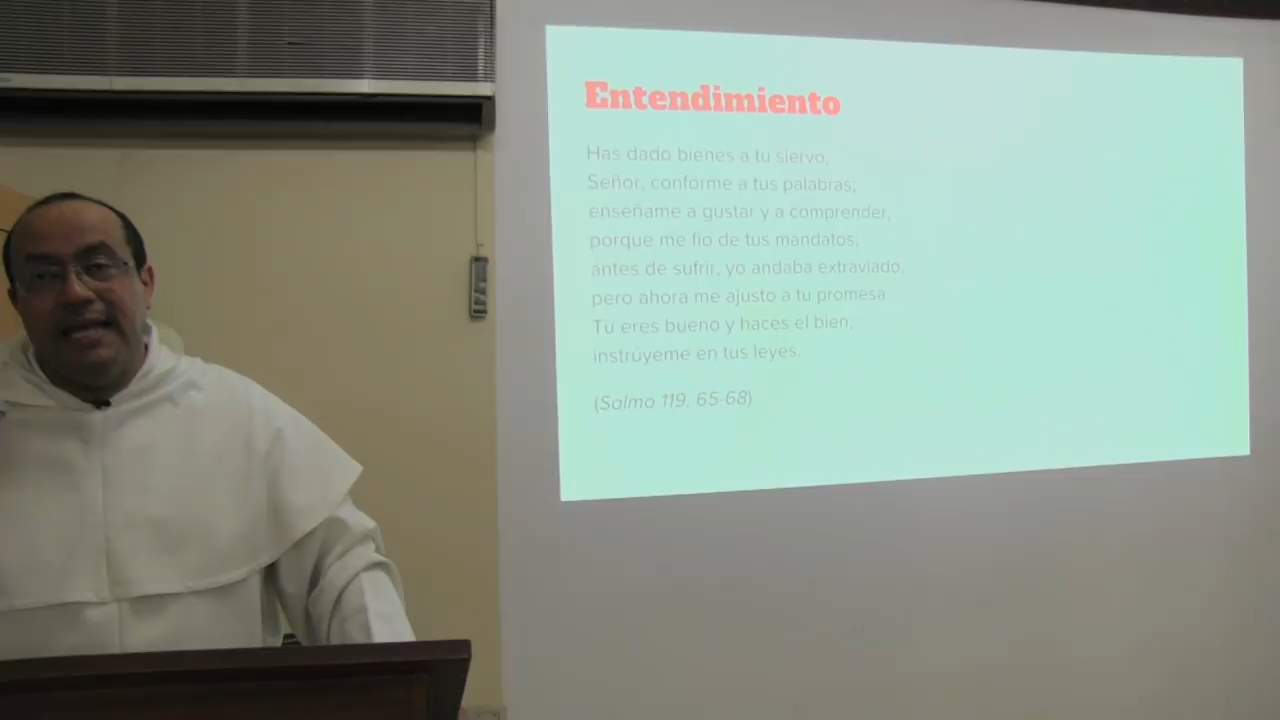 Entendimiento
Has dado bienes a tu siervo,
Señor, conforme a tus palabras;
enséñame a gustar y a comprender,
porque me fío de tus mandatos;
antes de sufrir, yo andaba extraviado,
pero ahora me ajusto a tu promesa.
Tú eres bueno y haces el bien;
instrúyeme en tus leyes.
(Salmo 119, 65-68)